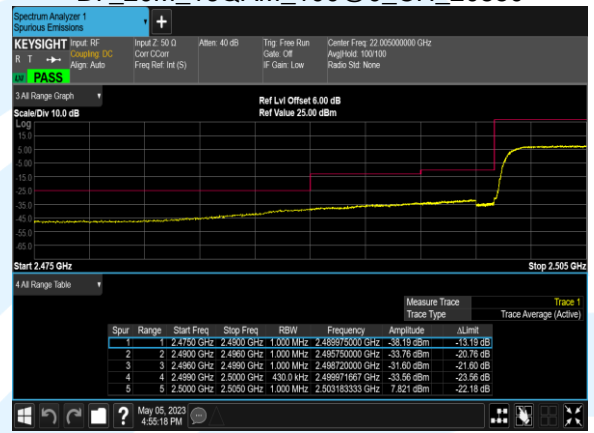 Spectrum Analyzer 1
Spurious Emissions
KEYSIGHT Input: RF
R T Coupling: DC
Align: Auto
LV PASS
Input Z: 50 Ω
Corr CCorr
Freq Ref: Int (S)
Atten: 40 dB
Trig: Free Run
Gate: Off
IF Gain: Low
Center Freq: 22.005000000 GHz
Avg|Hold: 100/100
Radio Std: None
3 All Range Graph
Scale/Div 10.0 dB
Ref Lvl Offset 6.00 dB
Ref Value 25.00 dBm
Log
15.0
5.00
-5.00
-15.0
-25.0
-35.0
-45.0
-55.0
-65.0
Start 2.475 GHz Stop 2.505 GHz
4 All Range Table
Measure Trace Trace 1
Trace Type Trace Average (Active)
Spur Range Start Freq Stop Freq RBW Frequency Amplitude ΔLimit
1 1 2.4750 GHz 2.4900 GHz 1.000 MHz 2.489975000 GHz -38.19 dBm -13.19 dB
2 2 2.4900 GHz 2.4960 GHz 1.000 MHz 2.495750000 GHz -33.76 dBm -20.76 dB
3 3 2.4960 GHz 2.4990 GHz 1.000 MHz 2.498720000 GHz -31.60 dBm -21.60 dB
4 4 2.4990 GHz 2.5000 GHz 430.0 kHz 2.499971667 GHz -33.56 dBm -23.56 dB
5 5 2.5000 GHz 2.5050 GHz 1.000 MHz 2.503183333 GHz 7.821 dBm -22.18 dB
May 05, 2023
4:55:18 PM